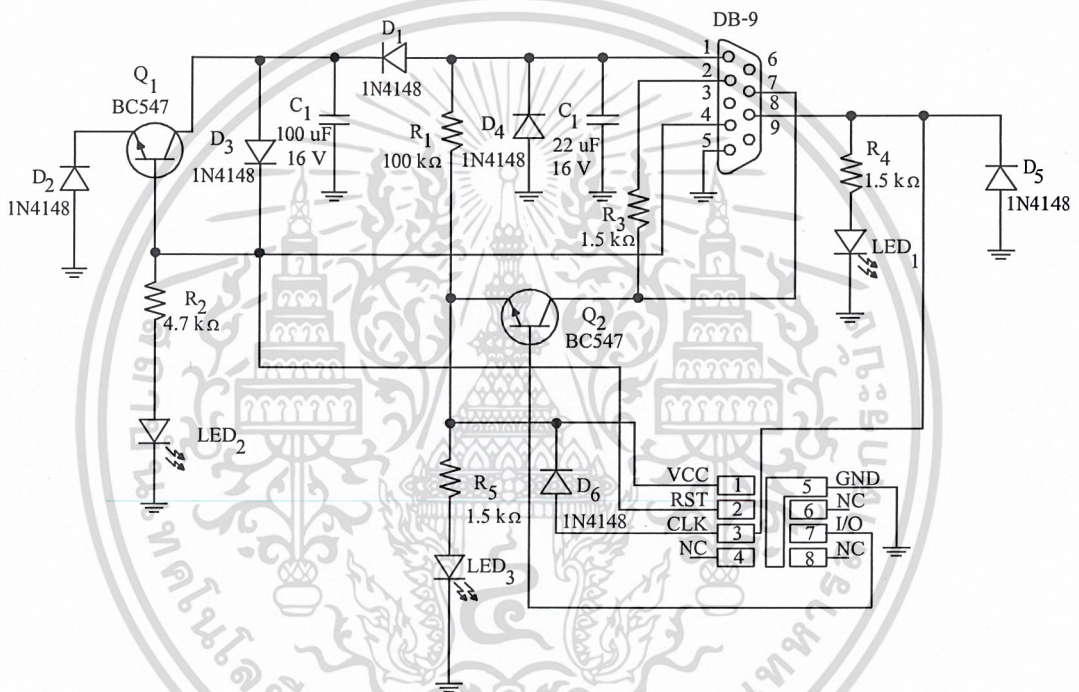 DB-9
D1
1N4148
Q1
BC547
D2
1N4148
D3
1N4148
C1
100 uF
16 V
R1
100 kΩ
D4
1N4148
C1
22 uF
16 V
1
2
3
4
5
6
7
8
9
R3
1.5 kΩ
R4
1.5 kΩ
LED1
D5
1N4148
R2
4.7 kΩ
LED2
Q2
BC547
R5
1.5 kΩ
LED3
D6
1N4148
VCC 1
RST 2
CLK 3
NC 4
5 GND
6 NC
7 I/O
8 NC